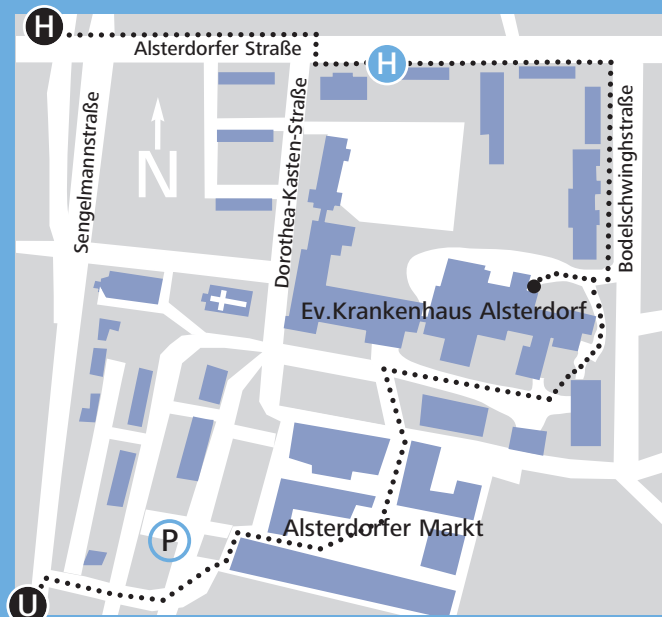 H
Alsterdorfer Straße
H
Sengelmannstraße
N
Dorothea-Kasten-Straße
Bodelschwinghstraße
Ev.Krankenhaus Alsterdorf
Alsterdorfer Markt
P
U